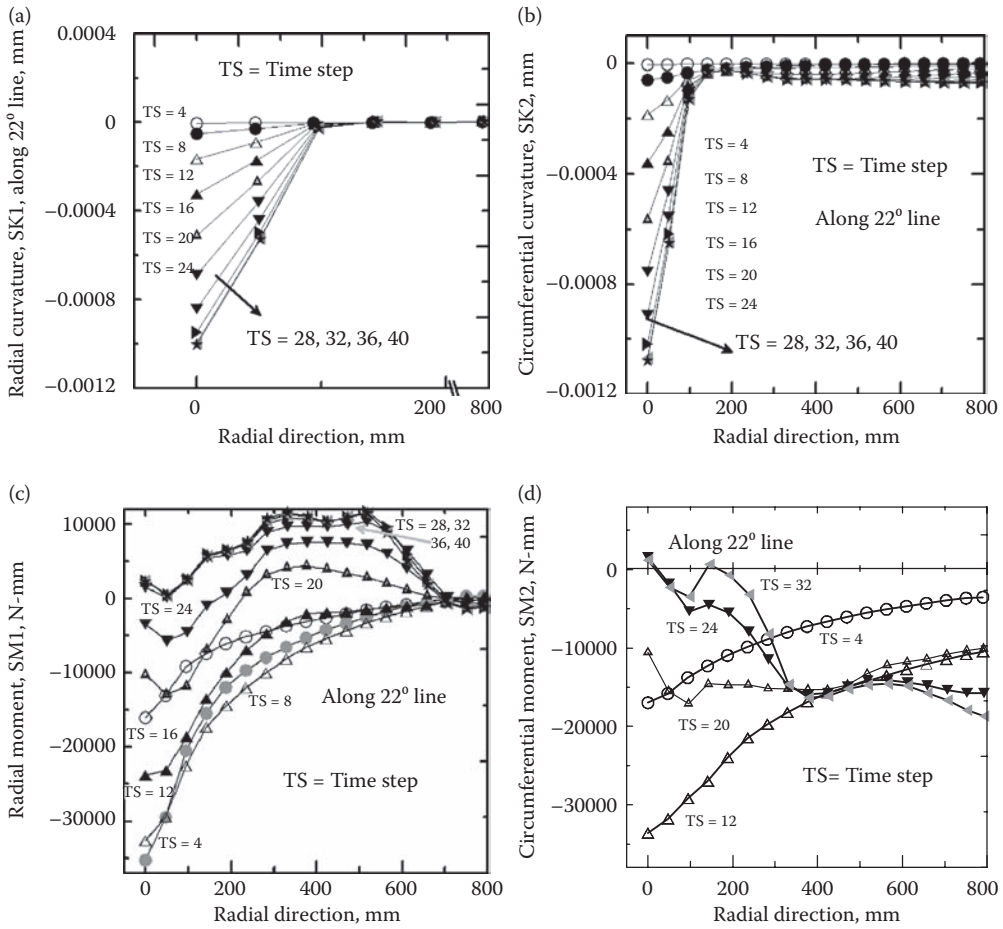 (a)
0.0004
0
−0.0004
−0.0008
−0.0012
Radial curvature, SK1, along 22⁰ line, mm
TS = Time step
TS = 4
TS = 8
TS = 12
TS = 16
TS = 20
TS = 24
TS = 28, 32, 36, 40
0
200
800
Radial direction, mm
(b)
0
−0.0004
−0.0008
−0.0012
Circumferential curvature, SK2, mm
TS = 4
TS = Time step
TS = 8
TS = 12
Along 22⁰ line
TS = 16
TS = 20
TS = 24
TS = 28, 32, 36, 40
0
200
400
600
800
Radial direction, mm
(c)
10000
0
−10000
−20000
−30000
Radial moment, SM1, N-mm
TS = 28, 32
36, 40
TS = 20
TS = 24
TS = 8
Along 22⁰ line
TS = 16
TS = Time step
TS = 12
TS = 4
0
200
400
600
800
Radial direction, mm
(d)
0
−10000
−20000
−30000
Circumferential moment, SM2, N-mm
Along 22⁰ line
TS = 32
TS = 24
TS = 4
TS = 20
TS= Time step
TS = 12
0
200
400
600
800
Radial direction, mm